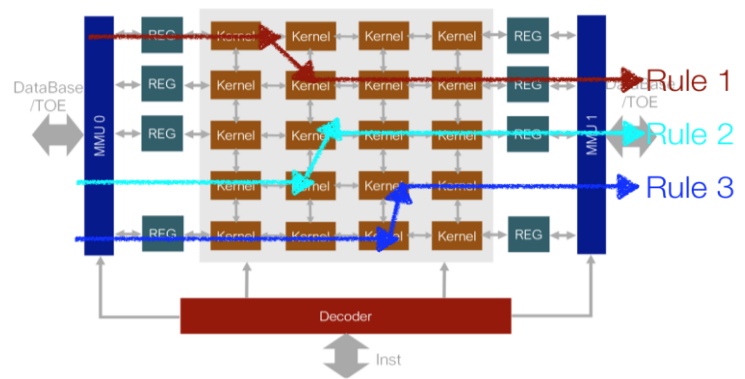 REG Kernel Kernel Kernel Kernel REG
DataBase /TOE
MMU 0
REG Kernel Kernel Kernel Kernel REG
Rule 1
DataBase /TOE
MMU 1
REG Kernel Kernel Kernel Kernel REG
Rule 2
Kernel Kernel Kernel Kernel
Rule 3
REG Kernel Kernel Kernel Kernel REG
Decoder
Inst